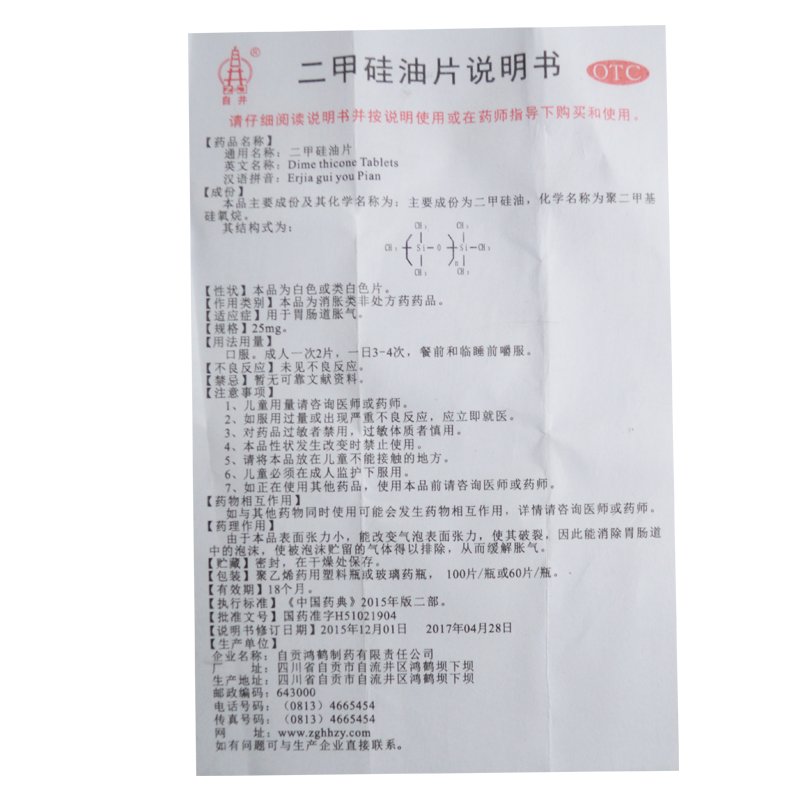 二甲硅油片说明书
OTC
®
自井
请仔细阅读说明书并按说明使用或在药师指导下购买和使用。
【药品名称】
通用名称：二甲硅油片
英文名称：Dime thicone Tablets
汉语拼音：Erjia gui you Pian
【成份】
本品主要成份及其化学名称为：主要成份为二甲硅油，化学名称为聚二甲基
硅氧烷。
其结构式为：
CH₃ CH₃
CH₃ Si O Si CH₃
n
CH₃ CH₃
【性状】本品为白色或类白色片。
【作用类别】本品为消胀类非处方药药品。
【适应症】用于胃肠道胀气。
【规格】25mg。
【用法用量】
口服。成人一次2片，一日3-4次，餐前和临睡前嚼服。
【不良反应】未见不良反应。
【禁忌】暂无可靠文献资料。
【注意事项】
1、儿童用量请咨询医师或药师。
2、如服用过量或出现严重不良反应，应立即就医。
3、对药品过敏者禁用，过敏体质者慎用。
4、本品性状发生改变时禁止使用。
5、请将本品放在儿童不能接触的地方。
6、儿童必须在成人监护下服用。
7、如正在使用其他药品，使用本品前请咨询医师或药师。
【药物相互作用】
如与其他药物同时使用可能会发生药物相互作用，详情请咨询医师或药师。
【药理作用】
由于本品表面张力小，能改变气泡表面张力，使其破裂，因此能消除胃肠道
中的泡沫，使被泡沫贮留的气体得以排除，从而缓解胀气。
【贮藏】密封，在干燥处保存。
【包装】聚乙烯药用塑料瓶或玻璃药瓶，100片/瓶或60片/瓶。
【有效期】18个月。
【执行标准】《中国药典》2015年版二部。
【批准文号】国药准字H51021904
【说明书修订日期】2015年12月01日 2017年04月28日
【生产单位】
企业名称：自贡鸿鹤制药有限责任公司
厂 址：四川省自贡市自流井区鸿鹤坝下坝
生产地址：四川省自贡市自流井区鸿鹤坝下坝
邮政编码：643000
电话号码：（0813）4665454
传真号码：（0813）4665454
网 址：www.zghhzy.com
如有问题可与生产企业直接联系。